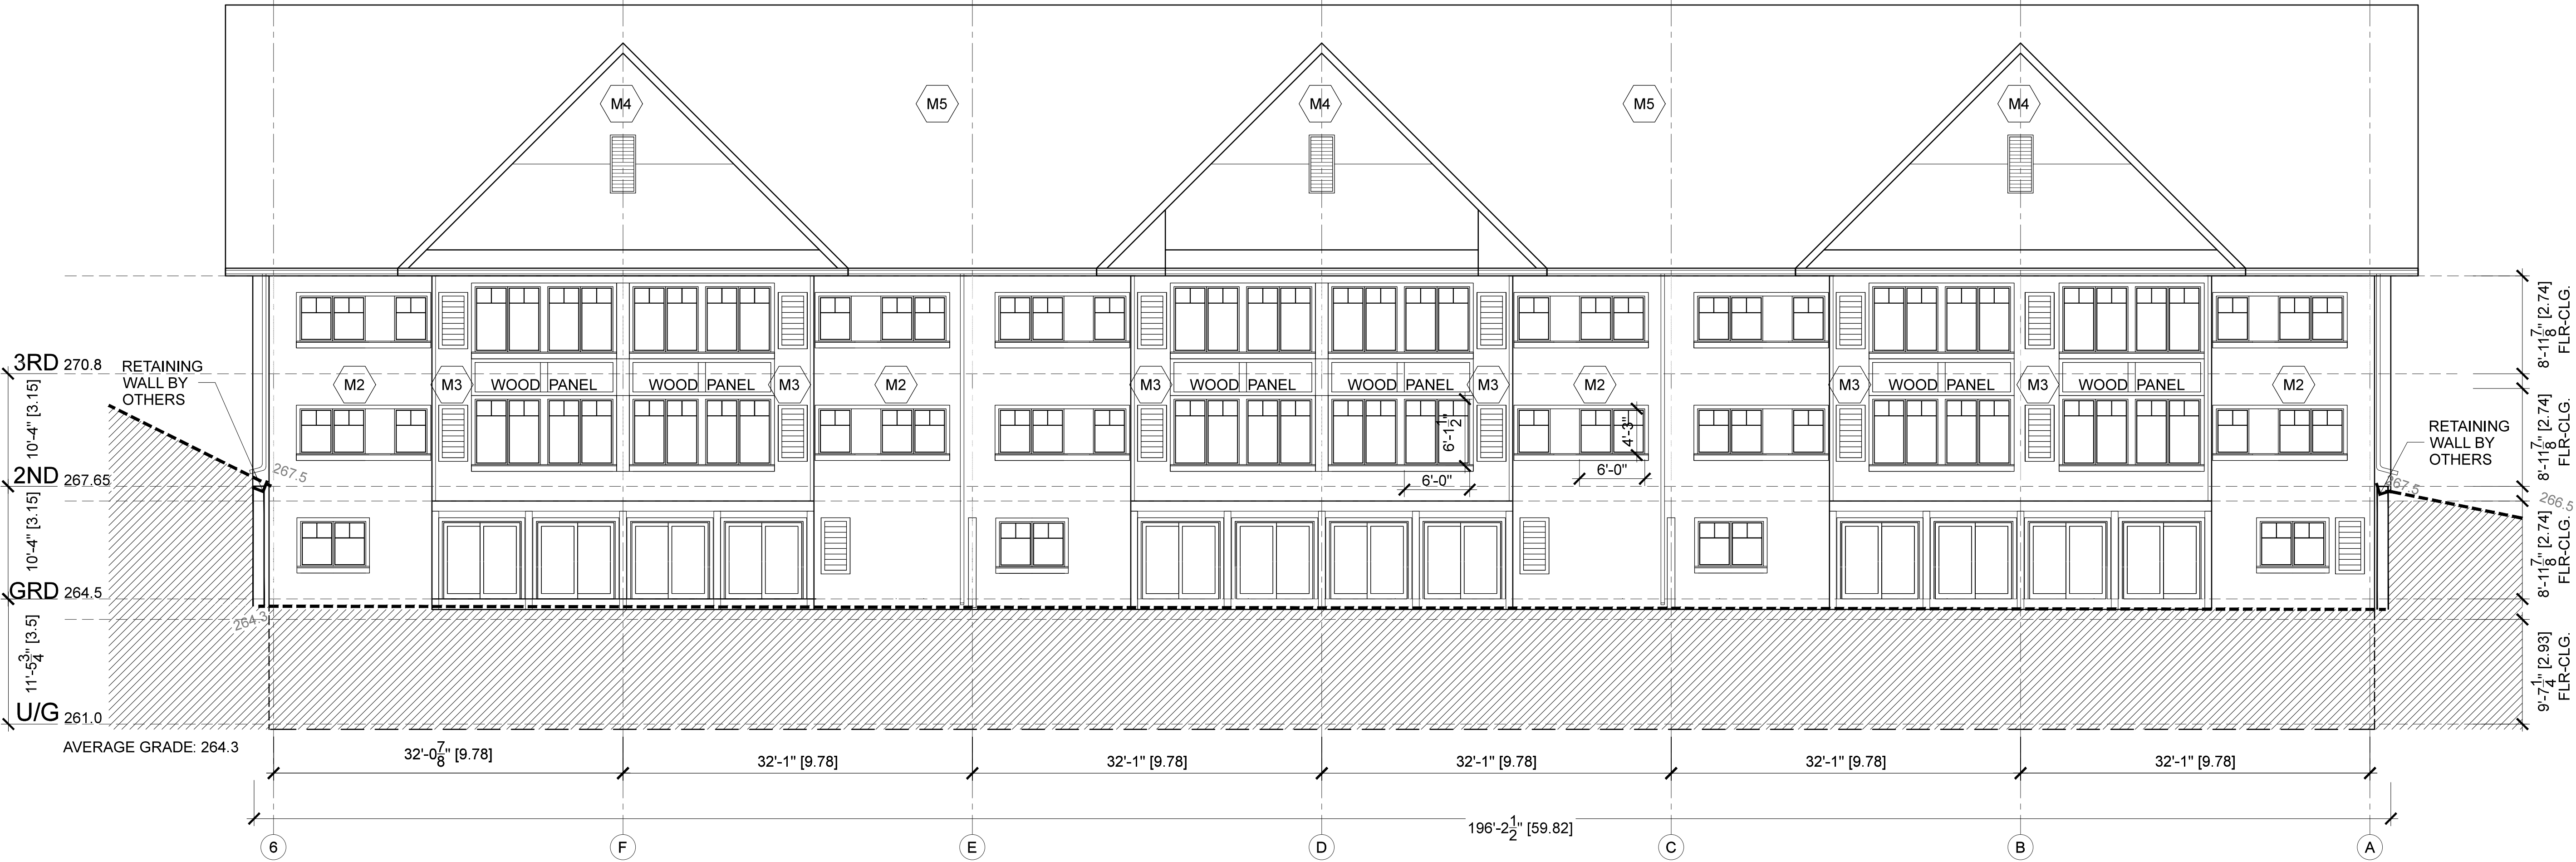 M4
M5
M4
M5
M4
3RD 270.8
RETAINING
WALL BY
OTHERS
M2
M3
WOOD PANEL
WOOD PANEL
M3
M2
M3
WOOD PANEL
WOOD PANEL
M3
M2
M3
WOOD PANEL
M3
WOOD PANEL
M2
8'-11 7/8" [2.74]
FLR-CLG.
10'-4" [3.15]
6'-1 1/2"
4'-3"
6'-0"
6'-0"
RETAINING
WALL BY
OTHERS
8'-11 7/8" [2.74]
FLR-CLG.
2ND 267.65
267.5
267.5
266.5
10'-4" [3.15]
8'-11 7/8" [2.74]
FLR-CLG.
GRD 264.5
264.3
11'-5 3/4" [3.5]
9'-7 1/4" [2.93]
FLR-CLG.
U/G 261.0
AVERAGE GRADE: 264.3
32'-0 7/8" [9.78]
32'-1" [9.78]
32'-1" [9.78]
32'-1" [9.78]
32'-1" [9.78]
32'-1" [9.78]
196'-2 1/2" [59.82]
6
F
E
D
C
B
A